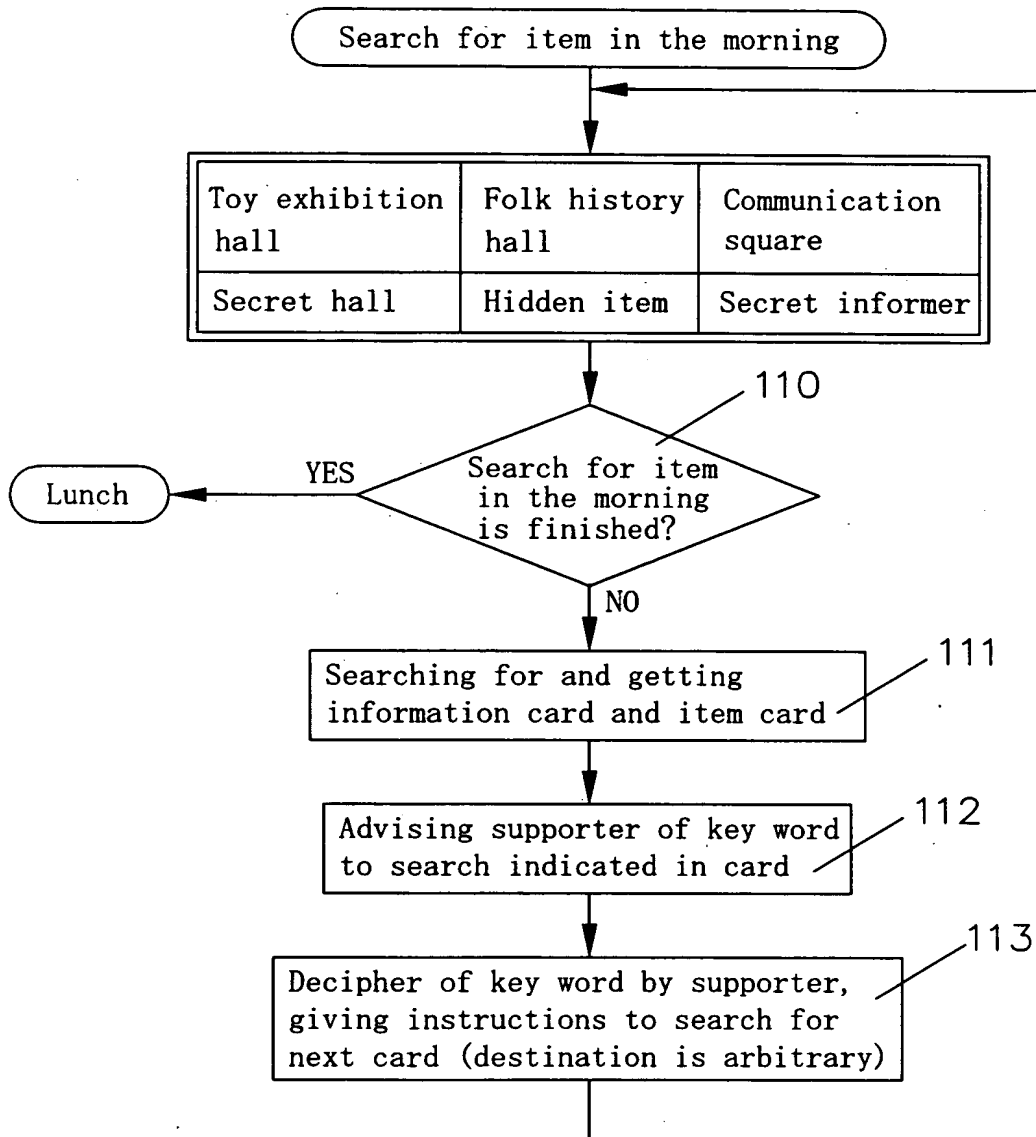 Search for item in the morning
Toy exhibition
hall
Folk history
hall
Communication
square
Secret hall
Hidden item
Secret informer
110
Search for item
in the morning
is finished?
YES
Lunch
NO
Searching for and getting
information card and item card
111
Advising supporter of key word
to search indicated in card
112
Decipher of key word by supporter,
giving instructions to search for
next card (destination is arbitrary)
113